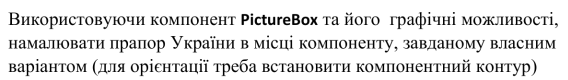 Використовуючи компонент PictureBox та його графічні можливості,
намалювати прапор України в місці компоненту, завданому власним
варіантом (для орієнтації треба встановити компонентний контур)